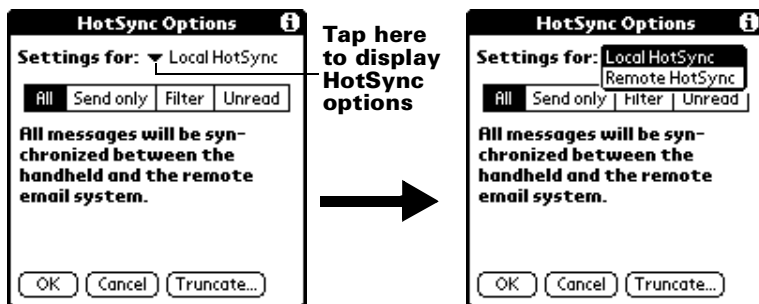 HotSync Options i
Settings for: Local HotSync
All Send only Filter Unread
All messages will be syn-
chronized between the
handheld and the remote
email system.
OK Cancel Truncate...
Tap here
to display
HotSync
options
HotSync Options i
Settings for: Local HotSync
Remote HotSync
All Send only Filter Unread
All messages will be syn-
chronized between the
handheld and the remote
email system.
OK Cancel Truncate...